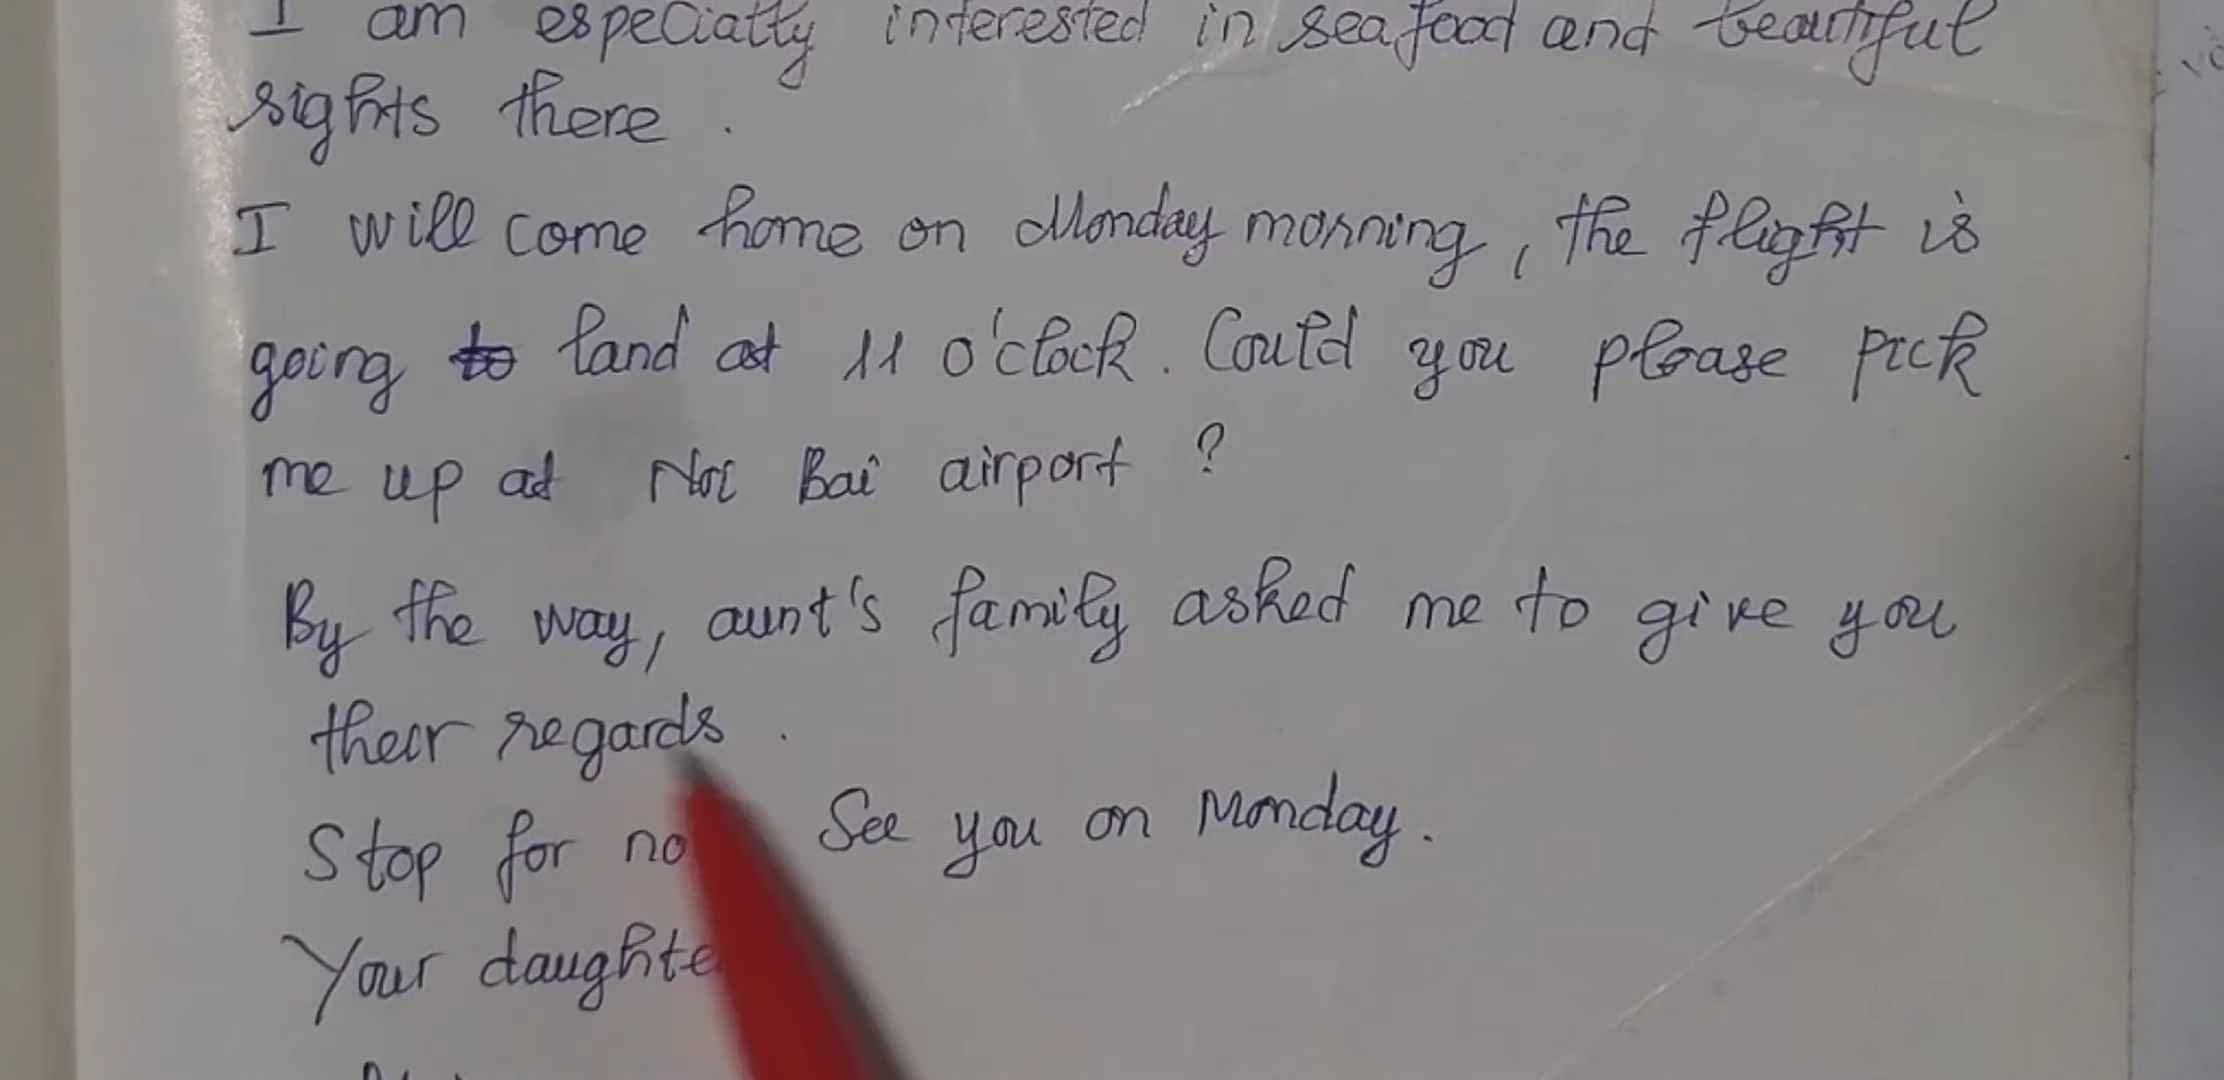 I am especially interested in seafood and beautiful
sights there.
I will come home on Monday morning, the flight is
going to land at 11 o'clock. Could you please pick
me up at Noi Bai airport?
By the way, aunt's family asked me to give you
their regards.
Stop for no See you on Monday.
Your daughte